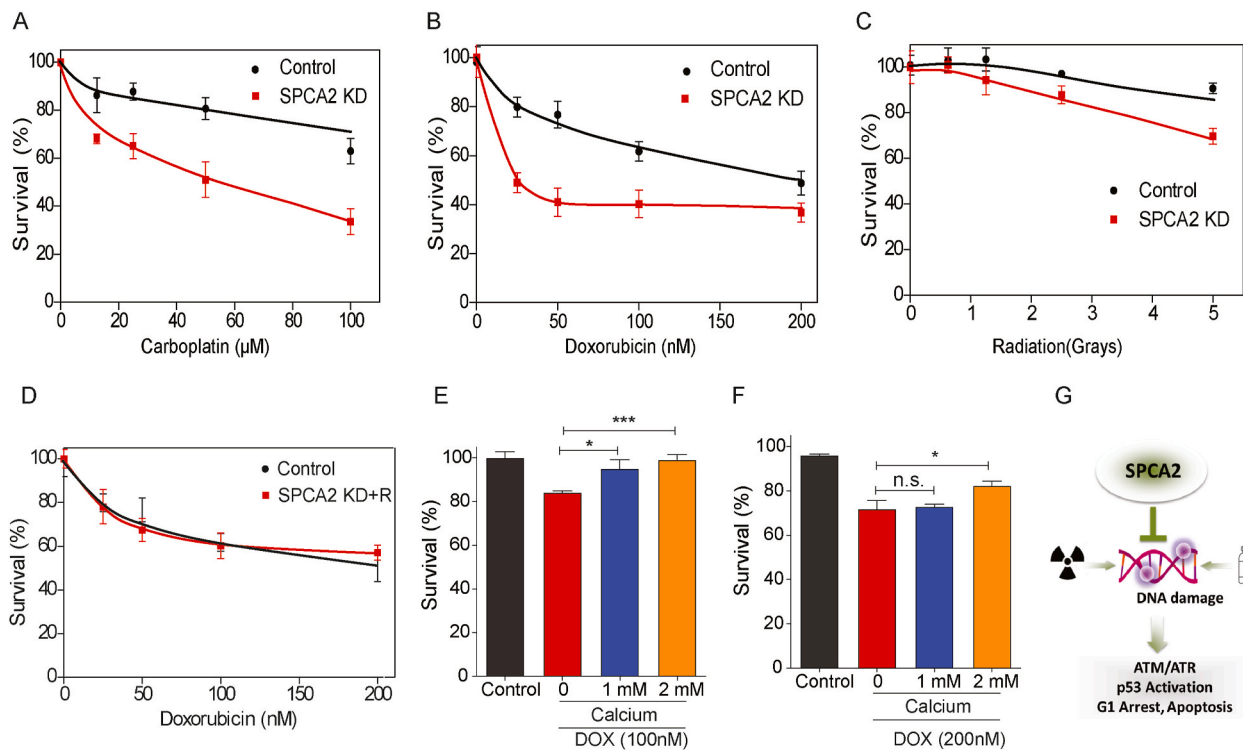 A
Survival (%)
100
80
60
40
20
0
Control
SPCA2 KD
0 20 40 60 80 100
Carboplatin (µM)
B
Survival (%)
100
80
60
40
20
0
Control
SPCA2 KD
0 50 100 150 200
Doxorubicin (nM)
C
Survival (%)
100
80
60
40
20
0
Control
SPCA2 KD
0 1 2 3 4 5
Radiation(Grays)
D
Survival (%)
100
80
60
40
20
0
Control
SPCA2 KD+R
0 50 100 150 200
Doxorubicin (nM)
E
Survival (%)
100
80
60
40
20
0
***
*
Control 0 1 mM 2 mM
Calcium
DOX (100nM)
F
Survival (%)
100
80
60
40
20
0
*
n.s.
Control 0 1 mM 2 mM
Calcium
DOX (200nM)
G
SPCA2
DNA damage
ATM/ATR
p53 Activation
G1 Arrest, Apoptosis